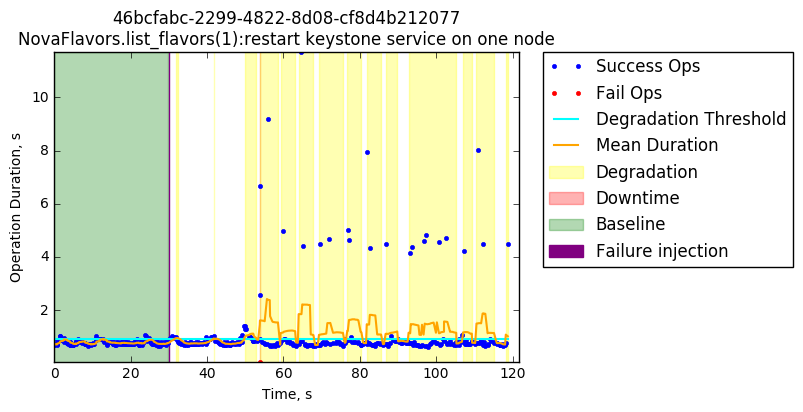 46bcfabc-2299-4822-8d08-cf8d4b212077
NovaFlavors.list_flavors(1):restart keystone service on one node
Operation Duration, s
10
8
6
4
2
0
20
40
60
80
100
120
Time, s
Success Ops
Fail Ops
Degradation Threshold
Mean Duration
Degradation
Downtime
Baseline
Failure injection